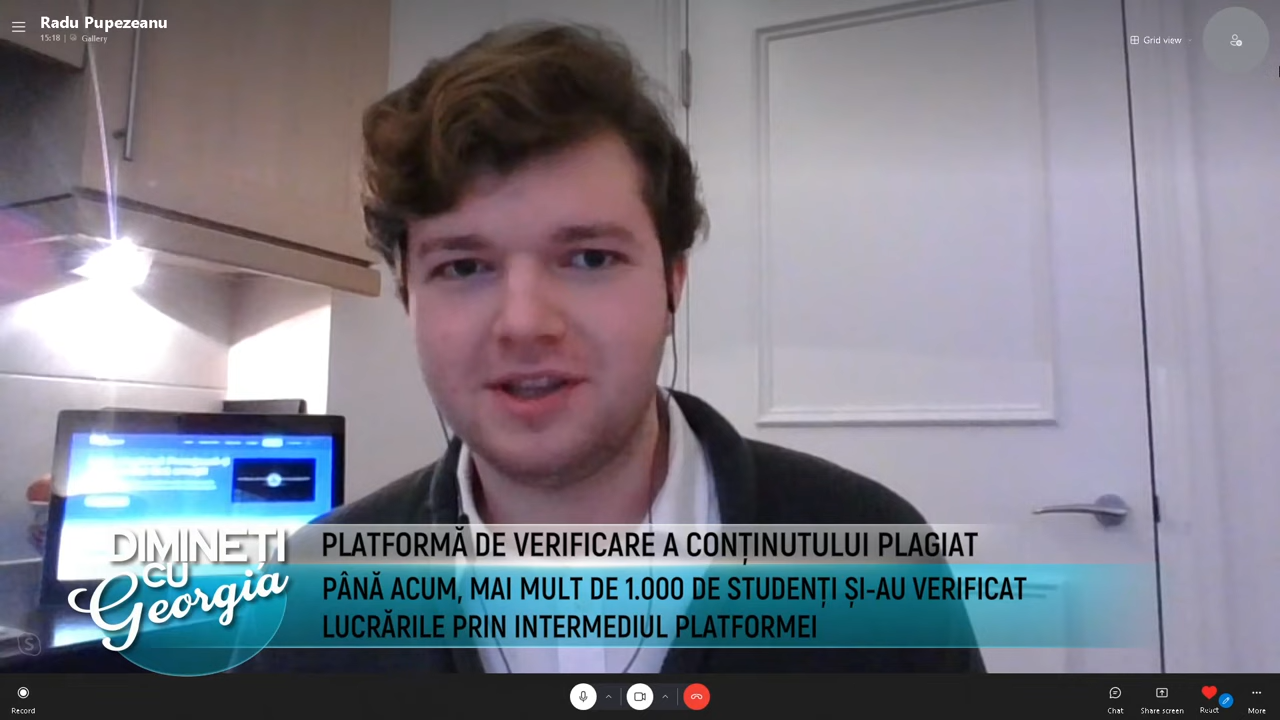 Radu Pupezeanu
15:18 | Gallery
Grid view
DIMINEȚI
CU
Georgia
PLATFORMĂ DE VERIFICARE A CONȚINUTULUI PLAGIAT
PÂNĂ ACUM, MAI MULT DE 1.000 DE STUDENȚI ȘI-AU VERIFICAT
LUCRĂRILE PRIN INTERMEDIUL PLATFORMEI
Record
Chat
Share screen
React
More